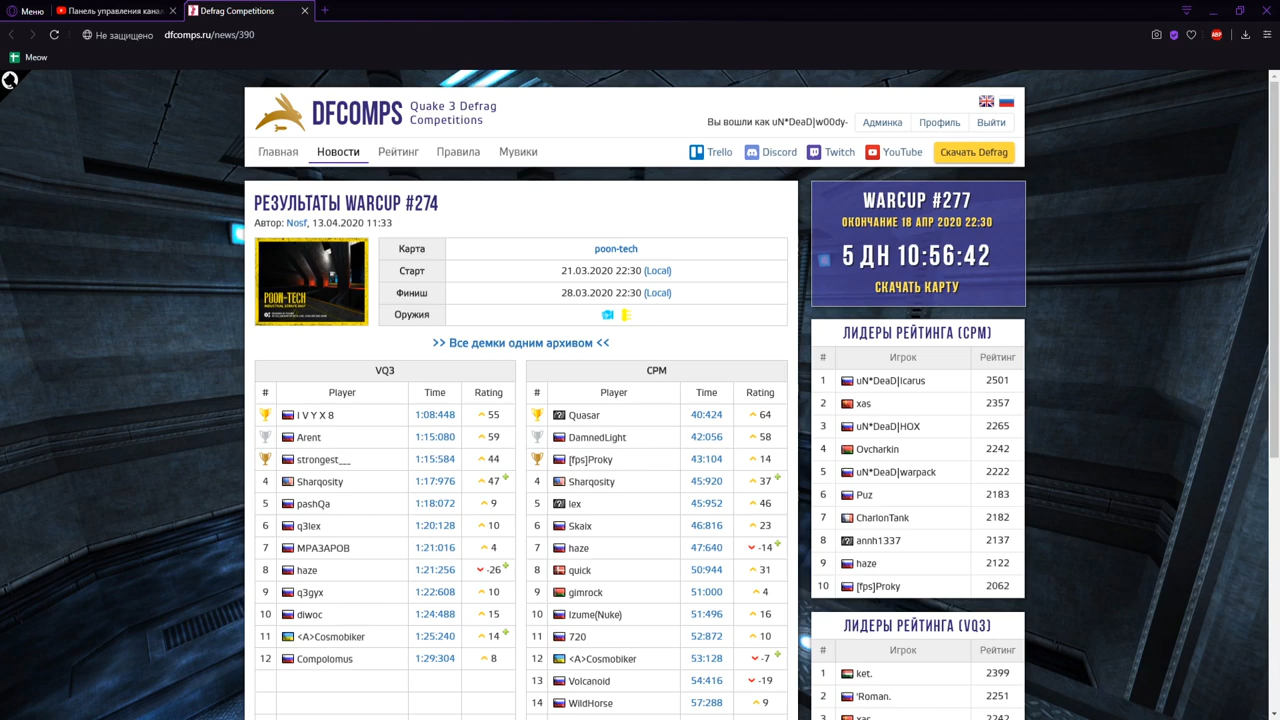 Меню
Панель управления кана
Defrag Competitions
Не защищено
dfcomps.ru/news/390
ABP
Meow
DFCOMPS
Quake 3 Defrag
Competitions
Вы вошли как uN*DeaD|w00dy-
Админка
Профиль
Выйти
Главная
Новости
Рейтинг
Правила
Мувики
Trello
Discord
Twitch
YouTube
Скачать Defrag
РЕЗУЛЬТАТЫ WARCUP #274
Автор: Nosf, 13.04.2020 11:33
POON-TECH
Карта poon-tech
Старт 21.03.2020 22:30 (Local)
Финиш 28.03.2020 22:30 (Local)
Оружия
>> Все демки одним архивом <<
VQ3
# Player Time Rating
I V Y X 8 1:08:448 55
Arent 1:15:080 59
strongest___ 1:15:584 44
4 Sharqosity 1:17:976 47
5 pashQa 1:18:072 9
6 q3lex 1:20:128 10
7 МРАЗАРОВ 1:21:016 4
8 haze 1:21:256 -26
9 q3gyx 1:22:608 10
10 diwoc 1:24:488 15
11 <A>Cosmobiker 1:25:240 14
12 Compolomus 1:29:304 8
CPM
# Player Time Rating
Quasar 40:424 64
DamnedLight 42:056 58
[fps]Proky 43:104 14
4 Sharqosity 45:920 37
5 lex 45:952 46
6 Skaix 46:816 23
7 haze 47:640 -14
8 quick 50:944 31
9 gimrock 51:000 4
10 Izume(Nuke) 51:496 16
11 720 52:872 10
12 <A>Cosmobiker 53:128 -7
13 Volcanoid 54:416 -19
14 WildHorse 57:288 9
WARCUP #277
ОКОНЧАНИЕ 18 АПР 2020 22:30
5 ДН 10:56:42
СКАЧАТЬ КАРТУ
ЛИДЕРЫ РЕЙТИНГА (CPM)
# Игрок Рейтинг
1 uN*DeaD|Icarus 2501
2 xas 2357
3 uN*DeaD|HOX 2265
4 Ovcharkin 2242
5 uN*DeaD|warpack 2222
6 Puz 2183
7 CharlonTank 2182
8 annh1337 2137
9 haze 2122
10 [fps]Proky 2062
ЛИДЕРЫ РЕЙТИНГА (VQ3)
# Игрок Рейтинг
1 ket. 2399
2 'Roman. 2251
3 xas 2242